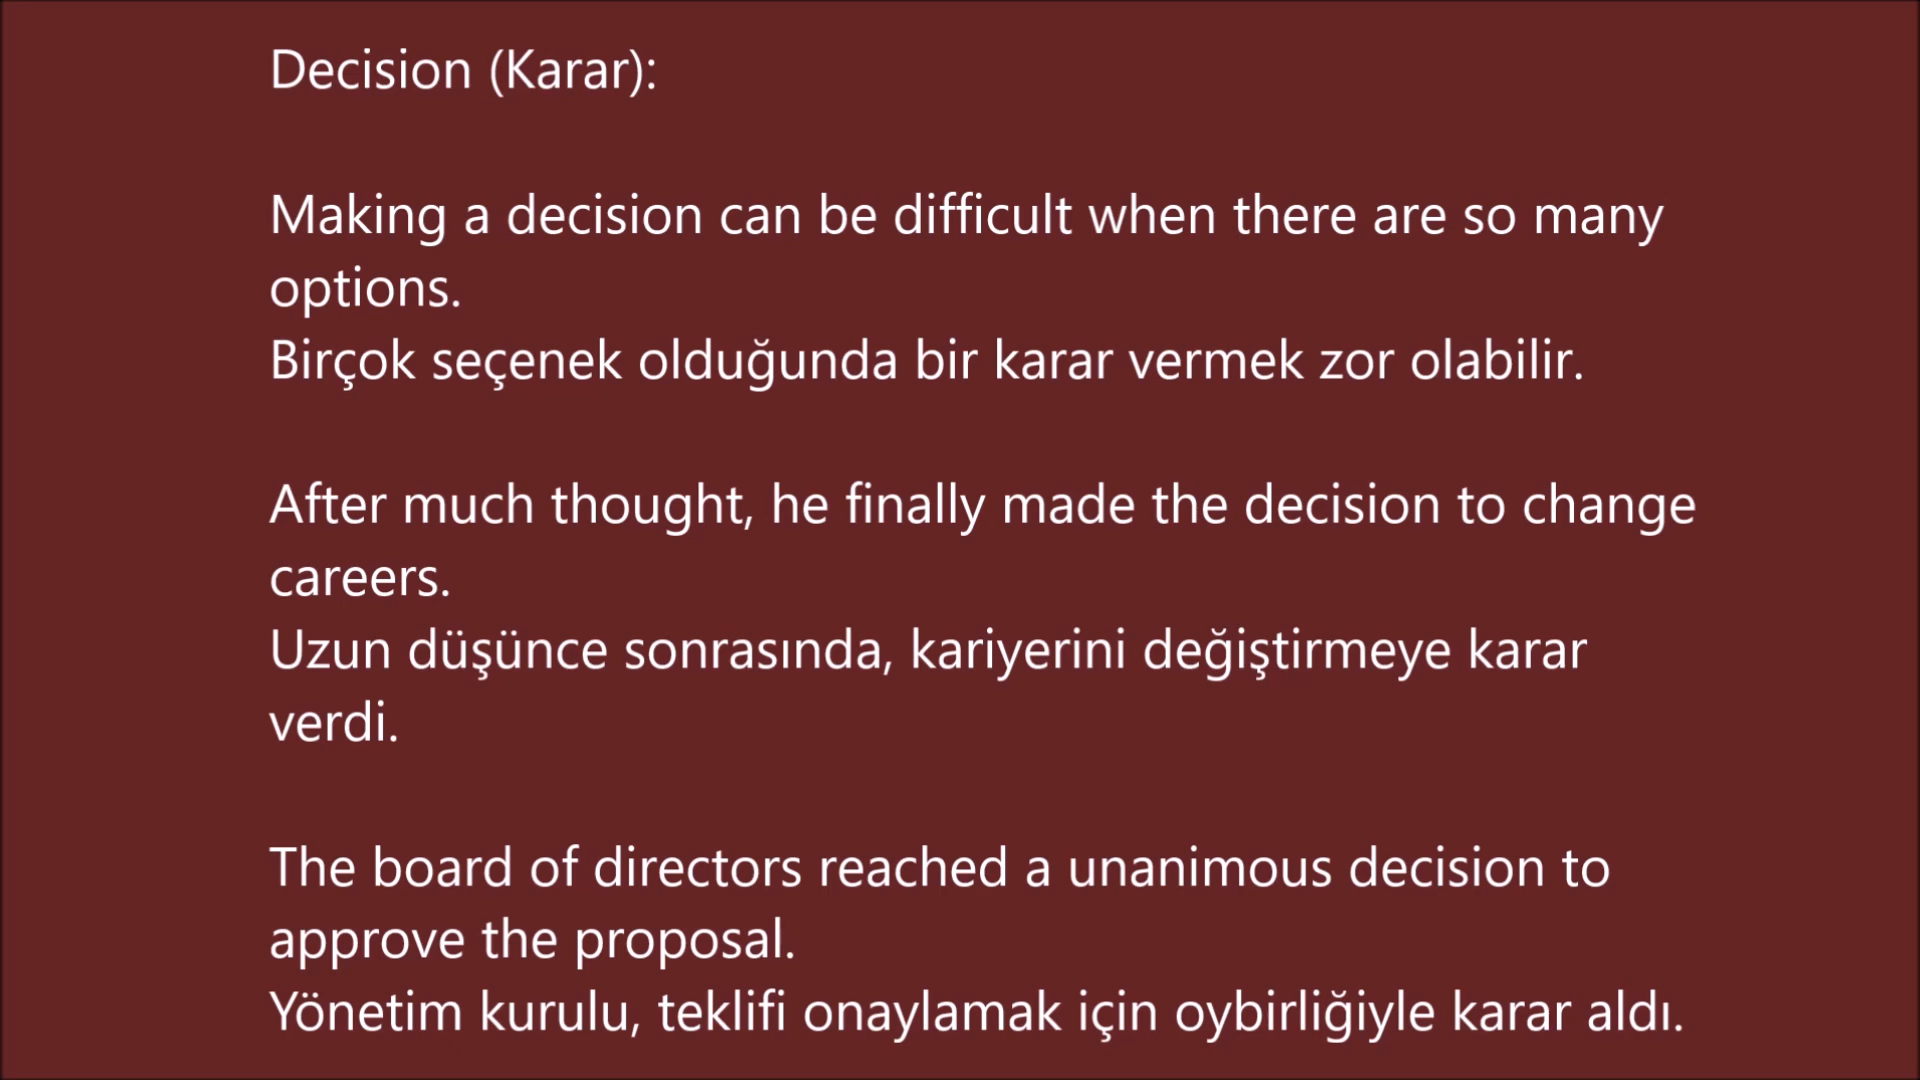 Decision (Karar):
Making a decision can be difficult when there are so many
options.
Birçok seçenek olduğunda bir karar vermek zor olabilir.
After much thought, he finally made the decision to change
careers.
Uzun düşünce sonrasında, kariyerini değiştirmeye karar
verdi.
The board of directors reached a unanimous decision to
approve the proposal.
Yönetim kurulu, teklifi onaylamak için oybirliğiyle karar aldı.